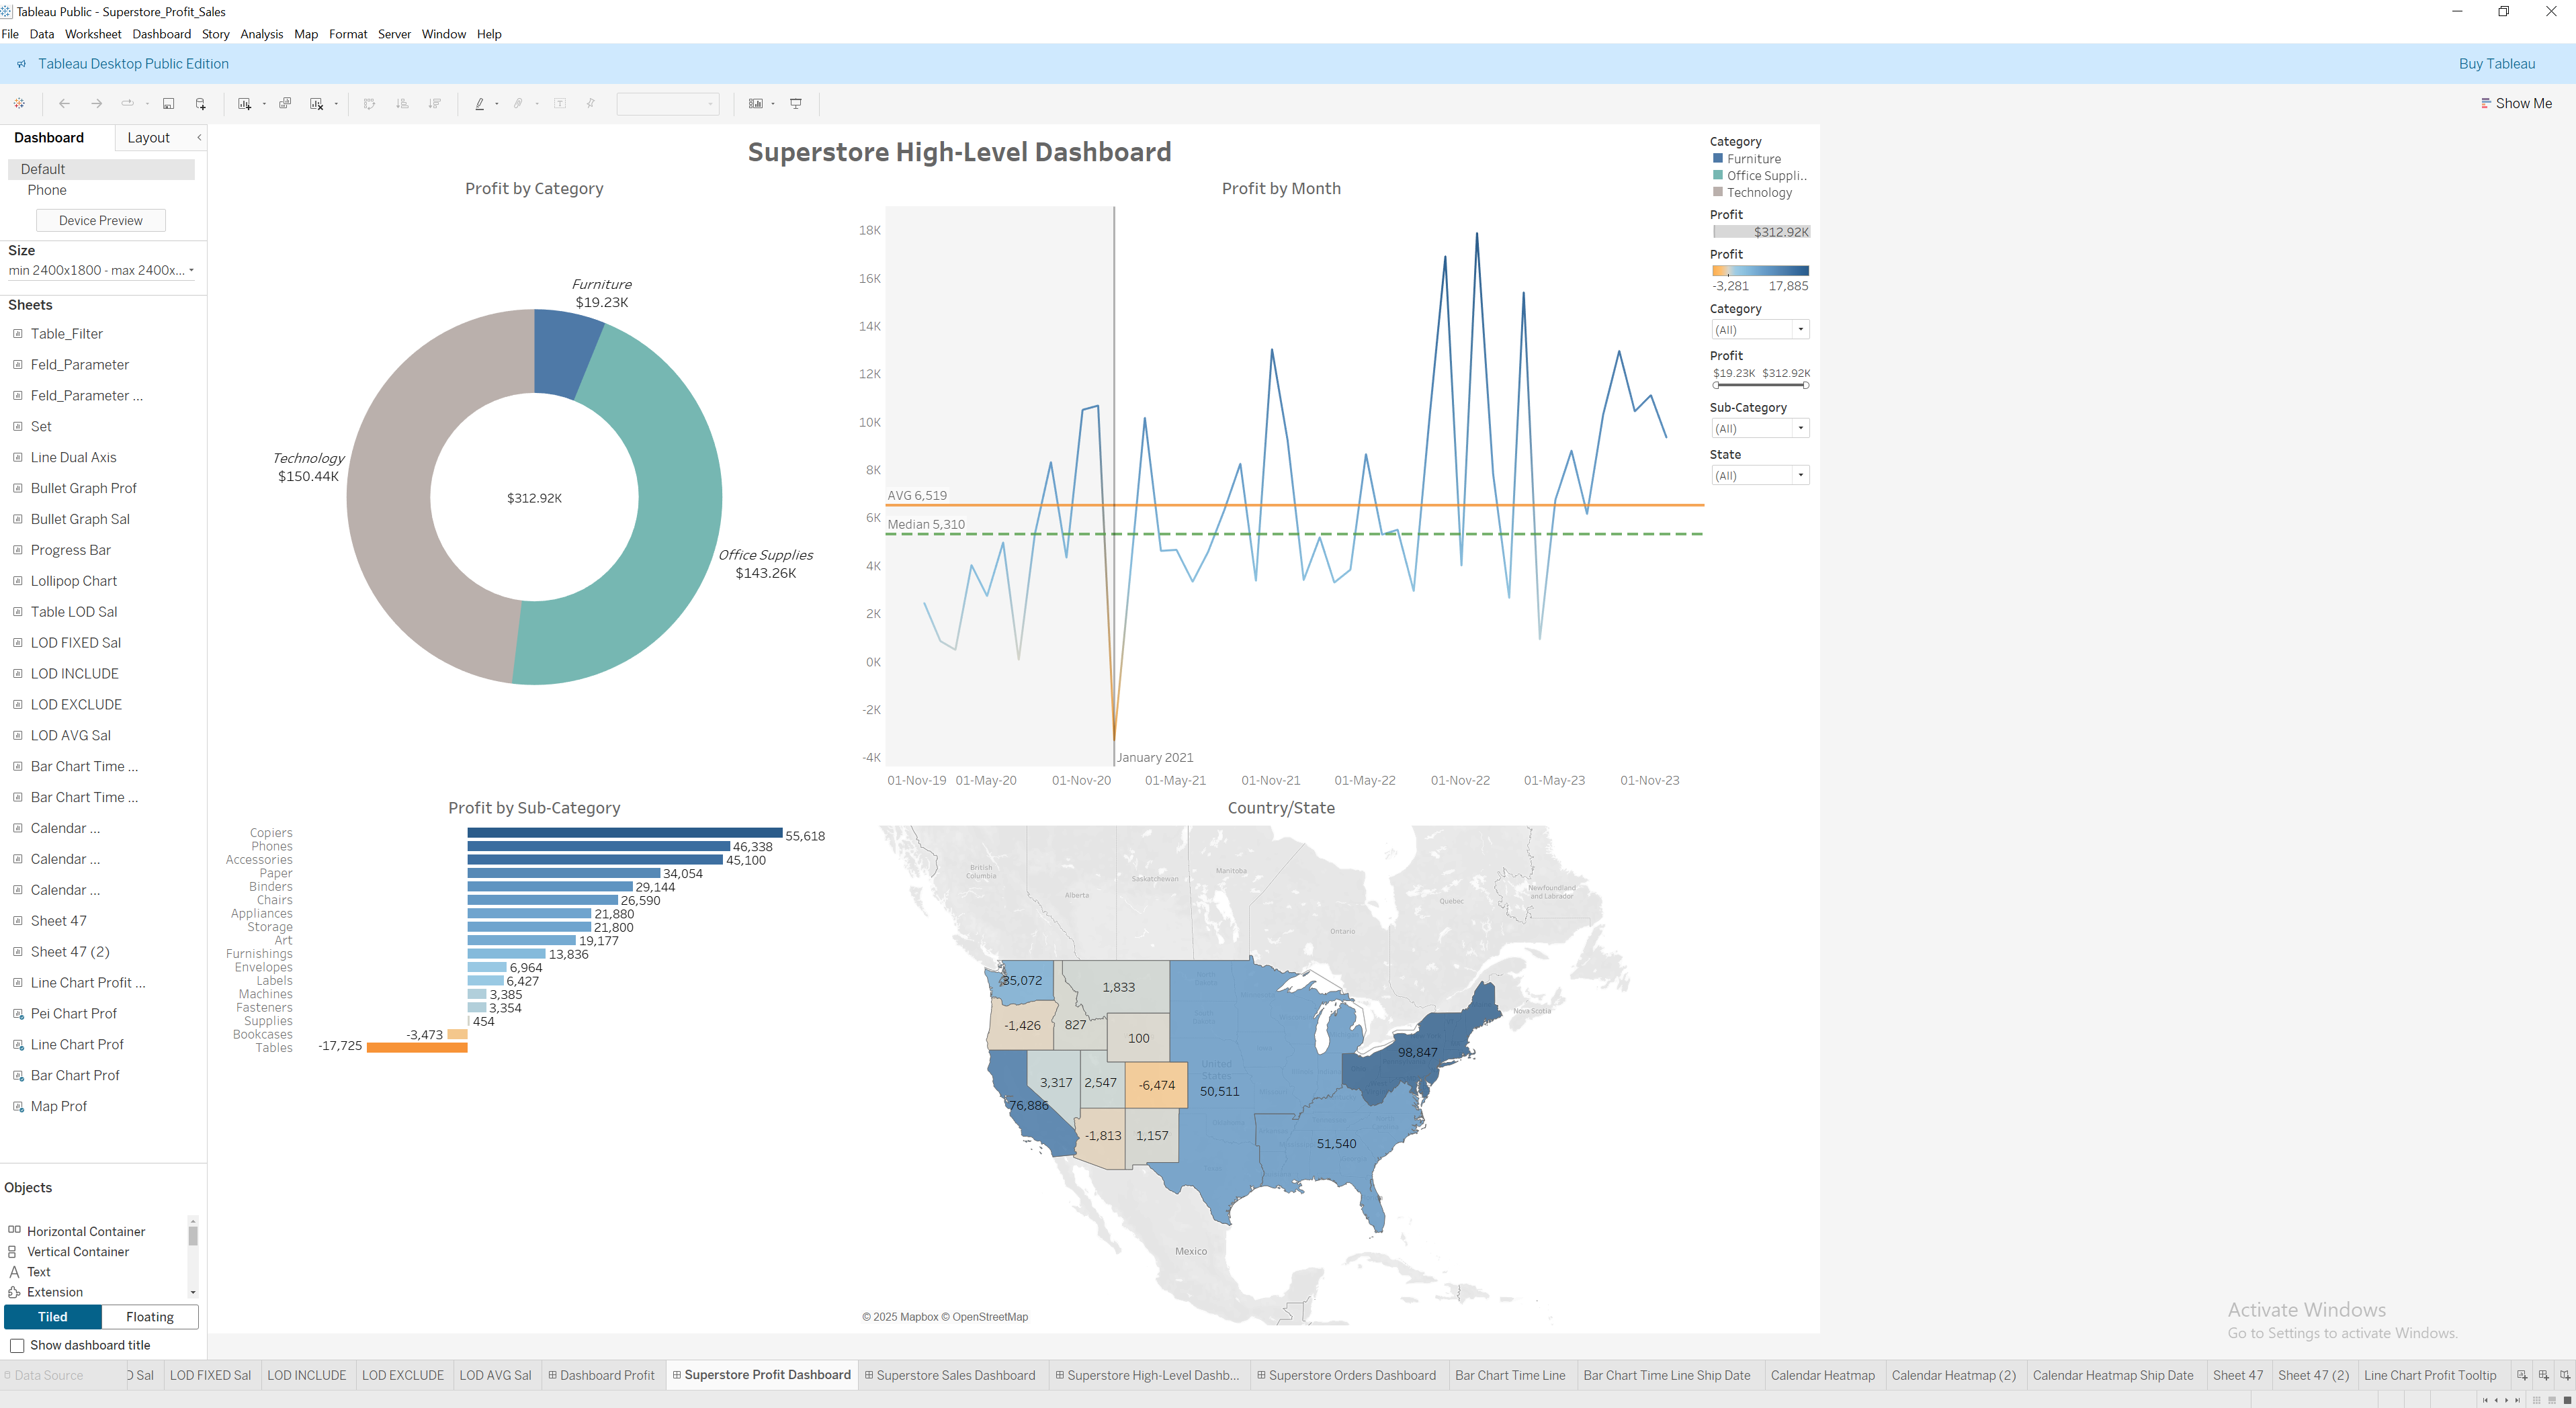 Tableau Public - Superstore_Profit_Sales
File Data Worksheet Dashboard Story Analysis Map Format Server Window Help
Tableau Desktop Public Edition
Buy Tableau
Show Me
Dashboard
Layout
Default
Phone
Device Preview
Size
min 2400x1800 - max 2400x...
Sheets
Table_Filter
Feld_Parameter
Feld_Parameter ...
Set
Line Dual Axis
Bullet Graph Prof
Bullet Graph Sal
Progress Bar
Lollipop Chart
Table LOD Sal
LOD FIXED Sal
LOD INCLUDE
LOD EXCLUDE
LOD AVG Sal
Bar Chart Time ...
Bar Chart Time ...
Calendar ...
Calendar ...
Calendar ...
Sheet 47
Sheet 47 (2)
Line Chart Profit ...
Pei Chart Prof
Line Chart Prof
Bar Chart Prof
Map Prof
Objects
Horizontal Container
Vertical Container
Text
Extension
Tiled
Floating
Show dashboard title
Superstore High-Level Dashboard
Profit by Category
Furniture
$19.23K
Technology
$150.44K
$312.92K
Office Supplies
$143.26K
Profit by Month
18K
16K
14K
12K
10K
8K
AVG 6,519
6K
Median 5,310
4K
2K
0K
-2K
-4K
January 2021
01-Nov-19 01-May-20 01-Nov-20 01-May-21 01-Nov-21 01-May-22 01-Nov-22 01-May-23 01-Nov-23
Category
Furniture
Office Suppli..
Technology
Profit
$312.92K
Profit
-3,281 17,885
Category
(All)
Profit
$19.23K $312.92K
Sub-Category
(All)
State
(All)
Profit by Sub-Category
Copiers 55,618
Phones 46,338
Accessories 45,100
Paper 34,054
Binders 29,144
Chairs 26,590
Appliances 21,880
Storage 21,800
Art 19,177
Furnishings 13,836
Envelopes 6,964
Labels 6,427
Machines 3,385
Fasteners 3,354
Supplies 454
Bookcases -3,473
Tables -17,725
Country/State
British
Columbia
Alberta
Saskatchewan
Manitoba
Ontario
Quebec
Newfoundland
and Labrador
Nova Scotia
35,072
1,833
-1,426
827
100
98,847
United
States
3,317
2,547
-6,474
50,511
76,886
-1,813
1,157
51,540
Mexico
© 2025 Mapbox © OpenStreetMap
Activate Windows
Go to Settings to activate Windows.
Data Source
D Sal
LOD FIXED Sal
LOD INCLUDE
LOD EXCLUDE
LOD AVG Sal
Dashboard Profit
Superstore Profit Dashboard
Superstore Sales Dashboard
Superstore High-Level Dashb...
Superstore Orders Dashboard
Bar Chart Time Line
Bar Chart Time Line Ship Date
Calendar Heatmap
Calendar Heatmap (2)
Calendar Heatmap Ship Date
Sheet 47
Sheet 47 (2)
Line Chart Profit Tooltip